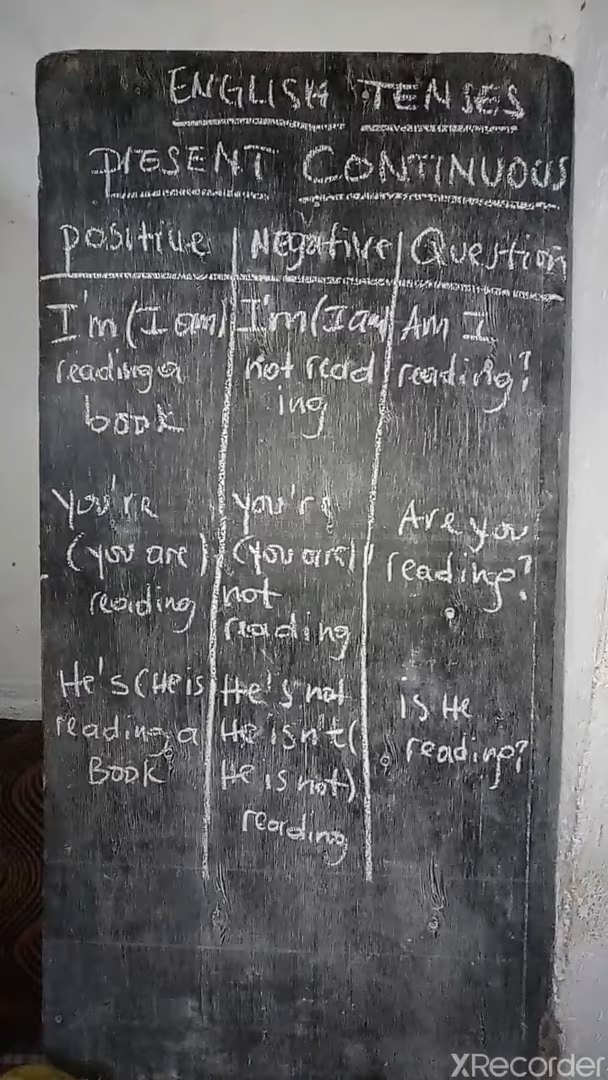 ENGLISH TENSES
PRESENT CONTINUOUS
positive Negative Question
I'm (I am) I'm (I am) Am I
reading a not read reading?
book ing
you're you're Are you
(you are) (you are) reading?
reading not
reading
He's (He is He's not is He
reading a He isn't ( reading?
Book He is not)
reading
XRecorder